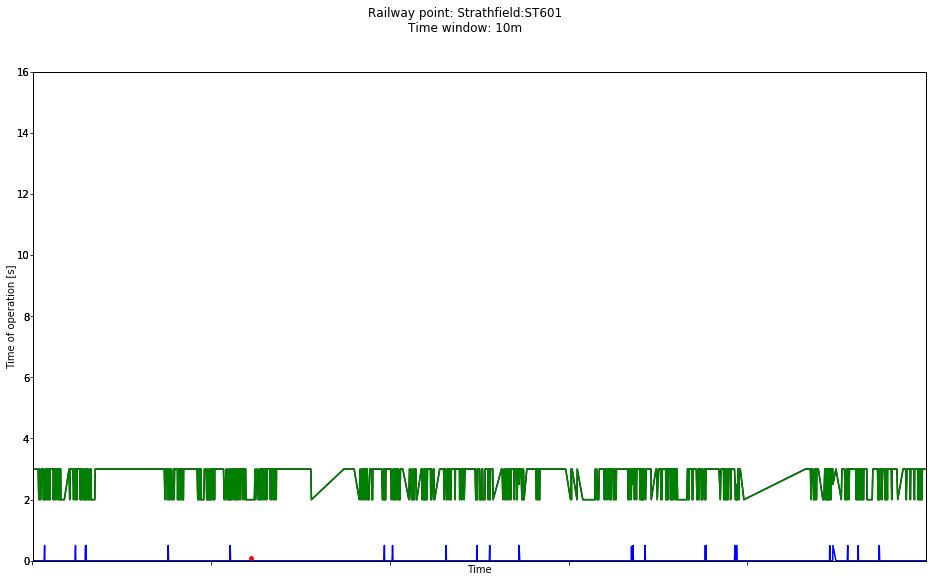 Railway point: Strathfield:ST601
Time window: 10m
16
14
12
10
8
6
4
2
0
Time of operation [s]
Time